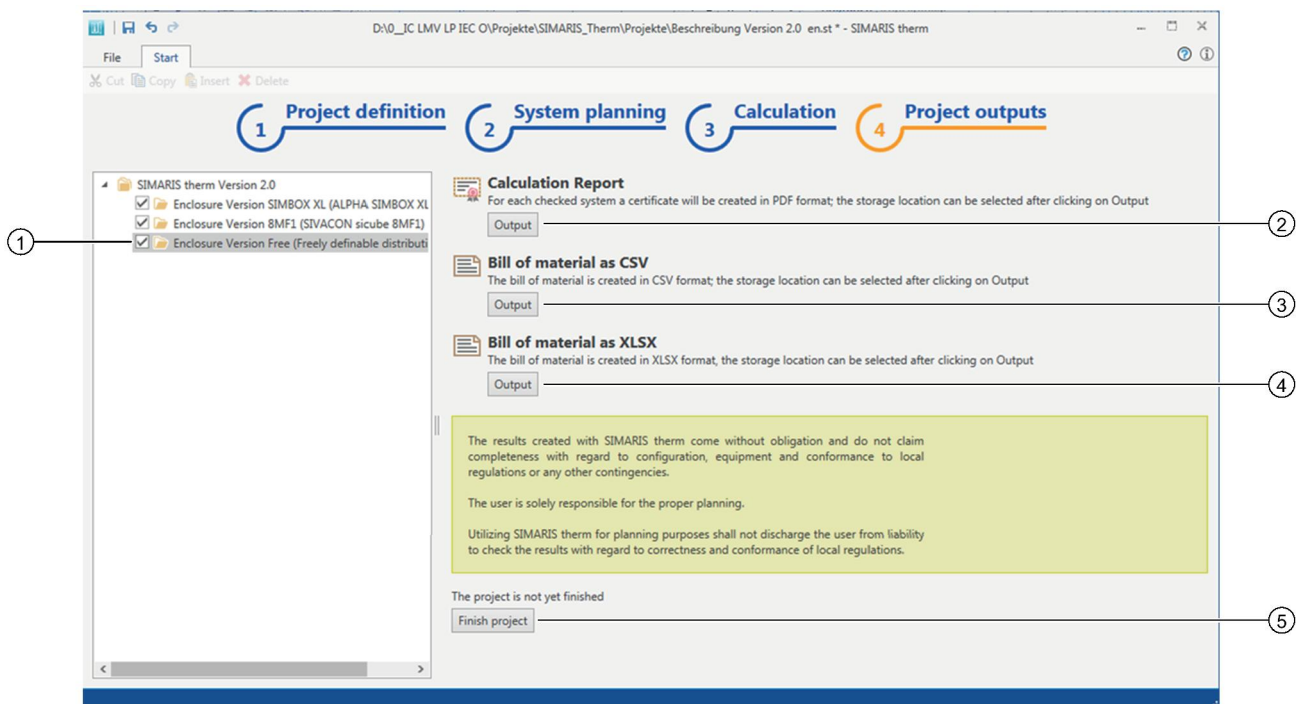 D:\0__IC LMV LP IEC O\Projekte\SIMARIS_Therm\Projekte\Beschreibung Version 2.0 en.st * - SIMARIS therm
File Start
Cut Copy Insert Delete
1 Project definition 2 System planning 3 Calculation 4 Project outputs
SIMARIS therm Version 2.0
Enclosure Version SIMBOX XL (ALPHA SIMBOX XL
Enclosure Version 8MF1 (SIVACON sicube 8MF1)
Enclosure Version Free (Freely definable distributi
1
Calculation Report
For each checked system a certificate will be created in PDF format; the storage location can be selected after clicking on Output
Output
2
Bill of material as CSV
The bill of material is created in CSV format; the storage location can be selected after clicking on Output
Output
3
Bill of material as XLSX
The bill of material is created in XLSX format, the storage location can be selected after clicking on Output
Output
4
The results created with SIMARIS therm come without obligation and do not claim
completeness with regard to configuration, equipment and conformance to local
regulations or any other contingencies.
The user is solely responsible for the proper planning.
Utilizing SIMARIS therm for planning purposes shall not discharge the user from liability
to check the results with regard to correctness and conformance of local regulations.
The project is not yet finished
Finish project
5